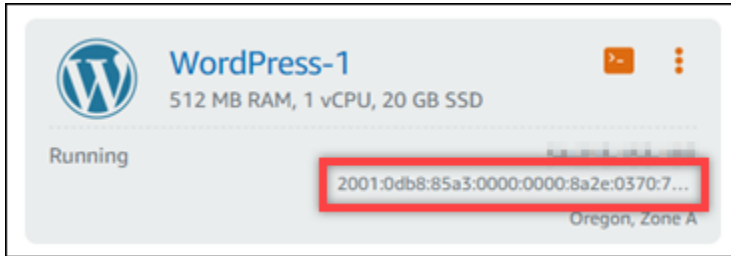 WordPress-1
512 MB RAM, 1 vCPU, 20 GB SSD
Running
2001:0db8:85a3:0000:0000:8a2e:0370:7...
Oregon, Zone A